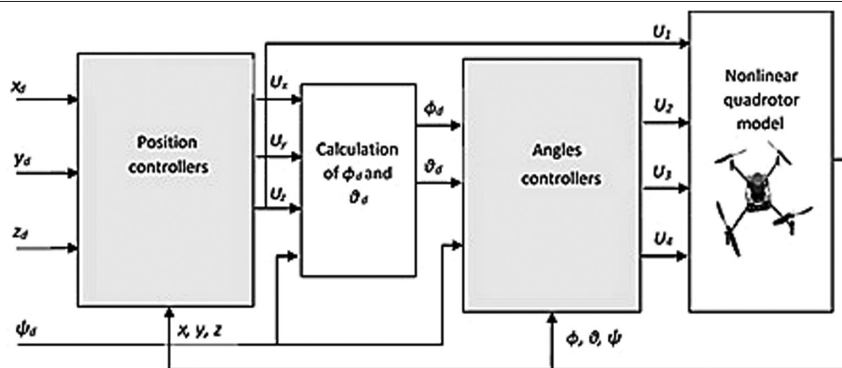 x_d
y_d
z_d
ψ_d
Position
controllers
x, y, z
U_x
U_y
U_z
Calculation
of ϕ_d and
ϑ_d
ϕ_d
ϑ_d
Angles
controllers
ϕ, ϑ, ψ
U_1
U_2
U_3
U_4
Nonlinear
quadrotor
model